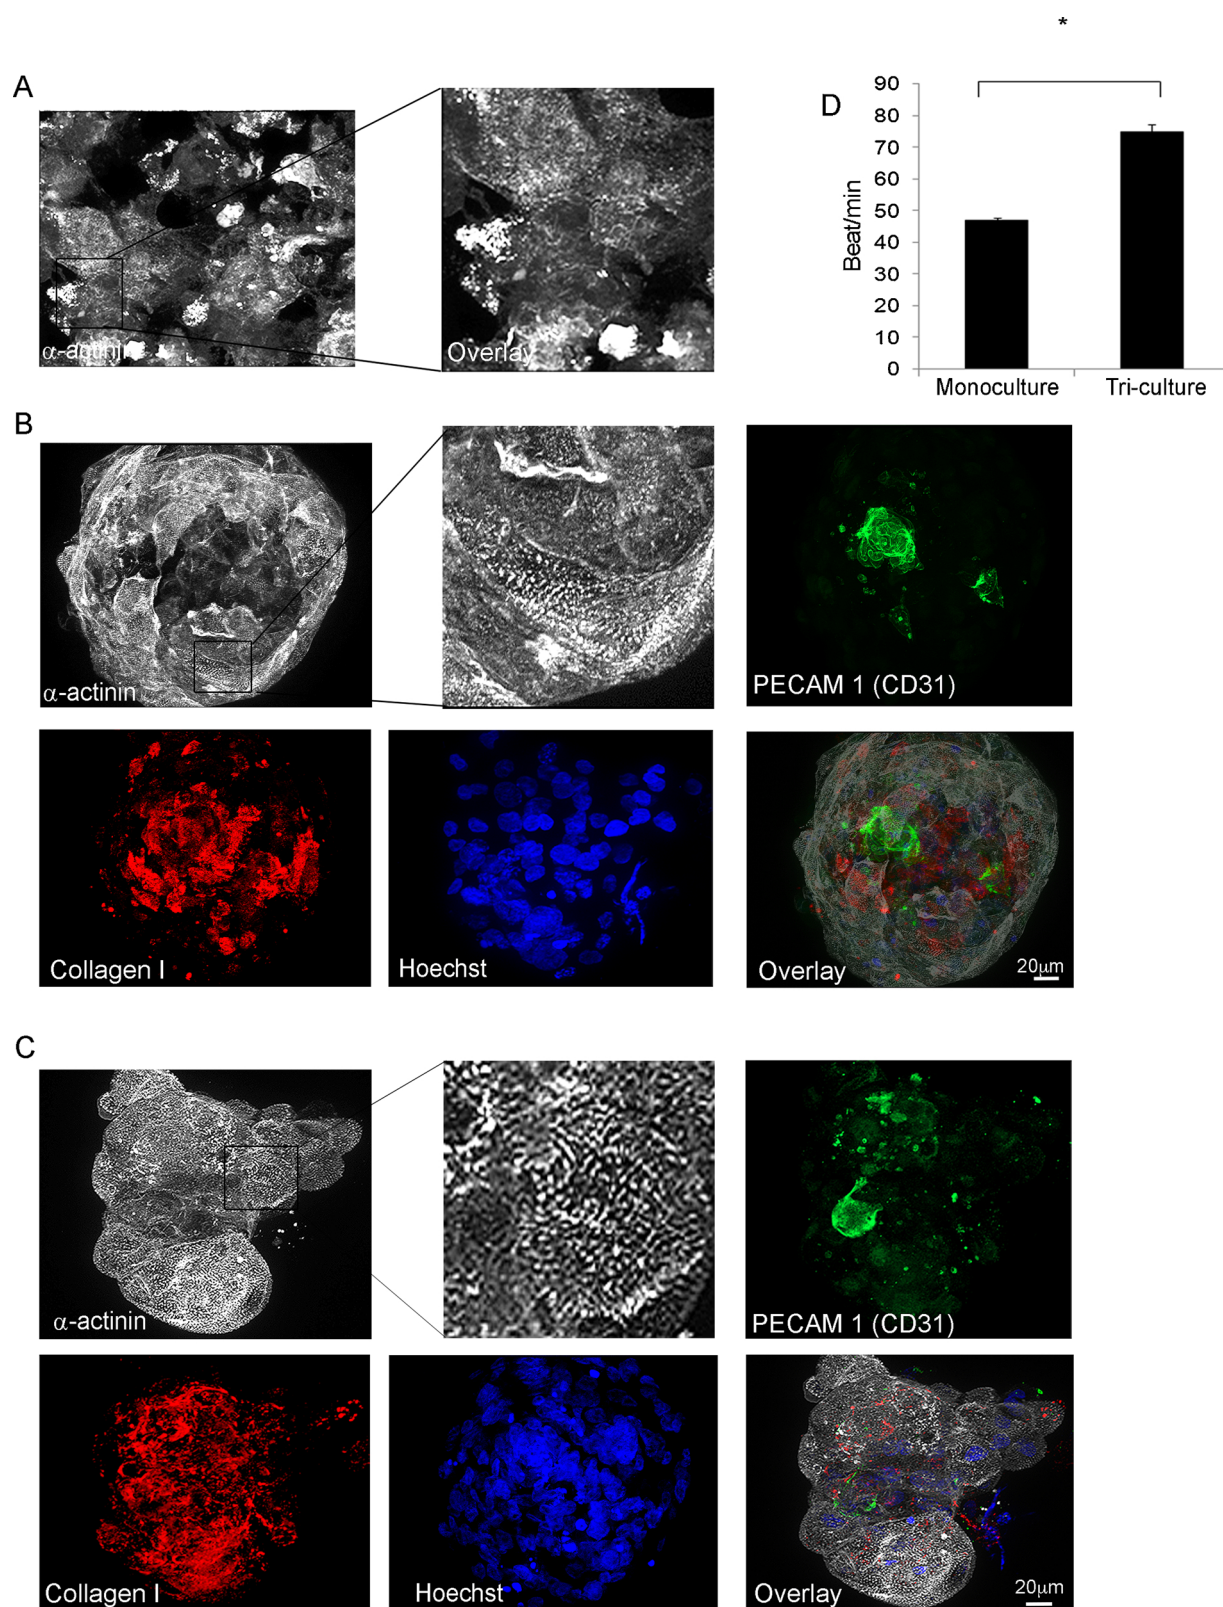 *
A
D
90
80
70
60
50
40
30
20
10
0
Beat/min
Monoculture
Tri-culture
α-actinin
Overlay
B
α-actinin
PECAM 1 (CD31)
Collagen I
Hoechst
Overlay
20μm
C
α-actinin
PECAM 1 (CD31)
Collagen I
Hoechst
Overlay
20μm